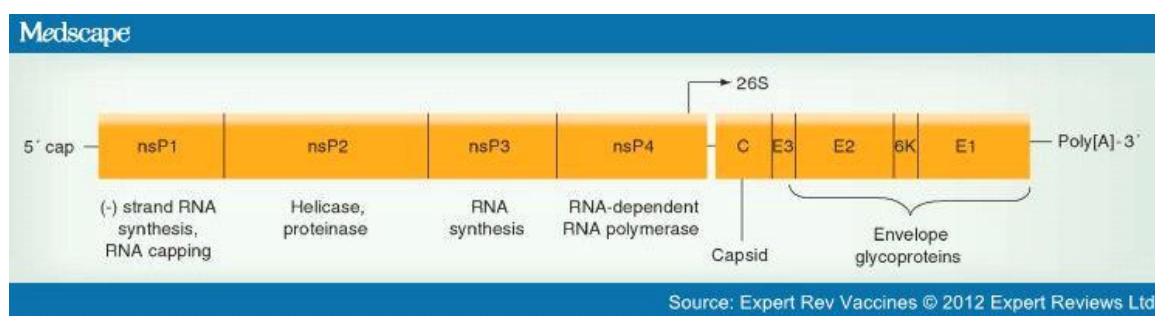 Medscape
26S
5´ cap
nsP1
nsP2
nsP3
nsP4
C
E3
E2
6K
E1
Poly[A]-3´
(-) strand RNA
synthesis,
RNA capping
Helicase,
proteinase
RNA
synthesis
RNA-dependent
RNA polymerase
Capsid
Envelope
glycoproteins
Source: Expert Rev Vaccines © 2012 Expert Reviews Ltd